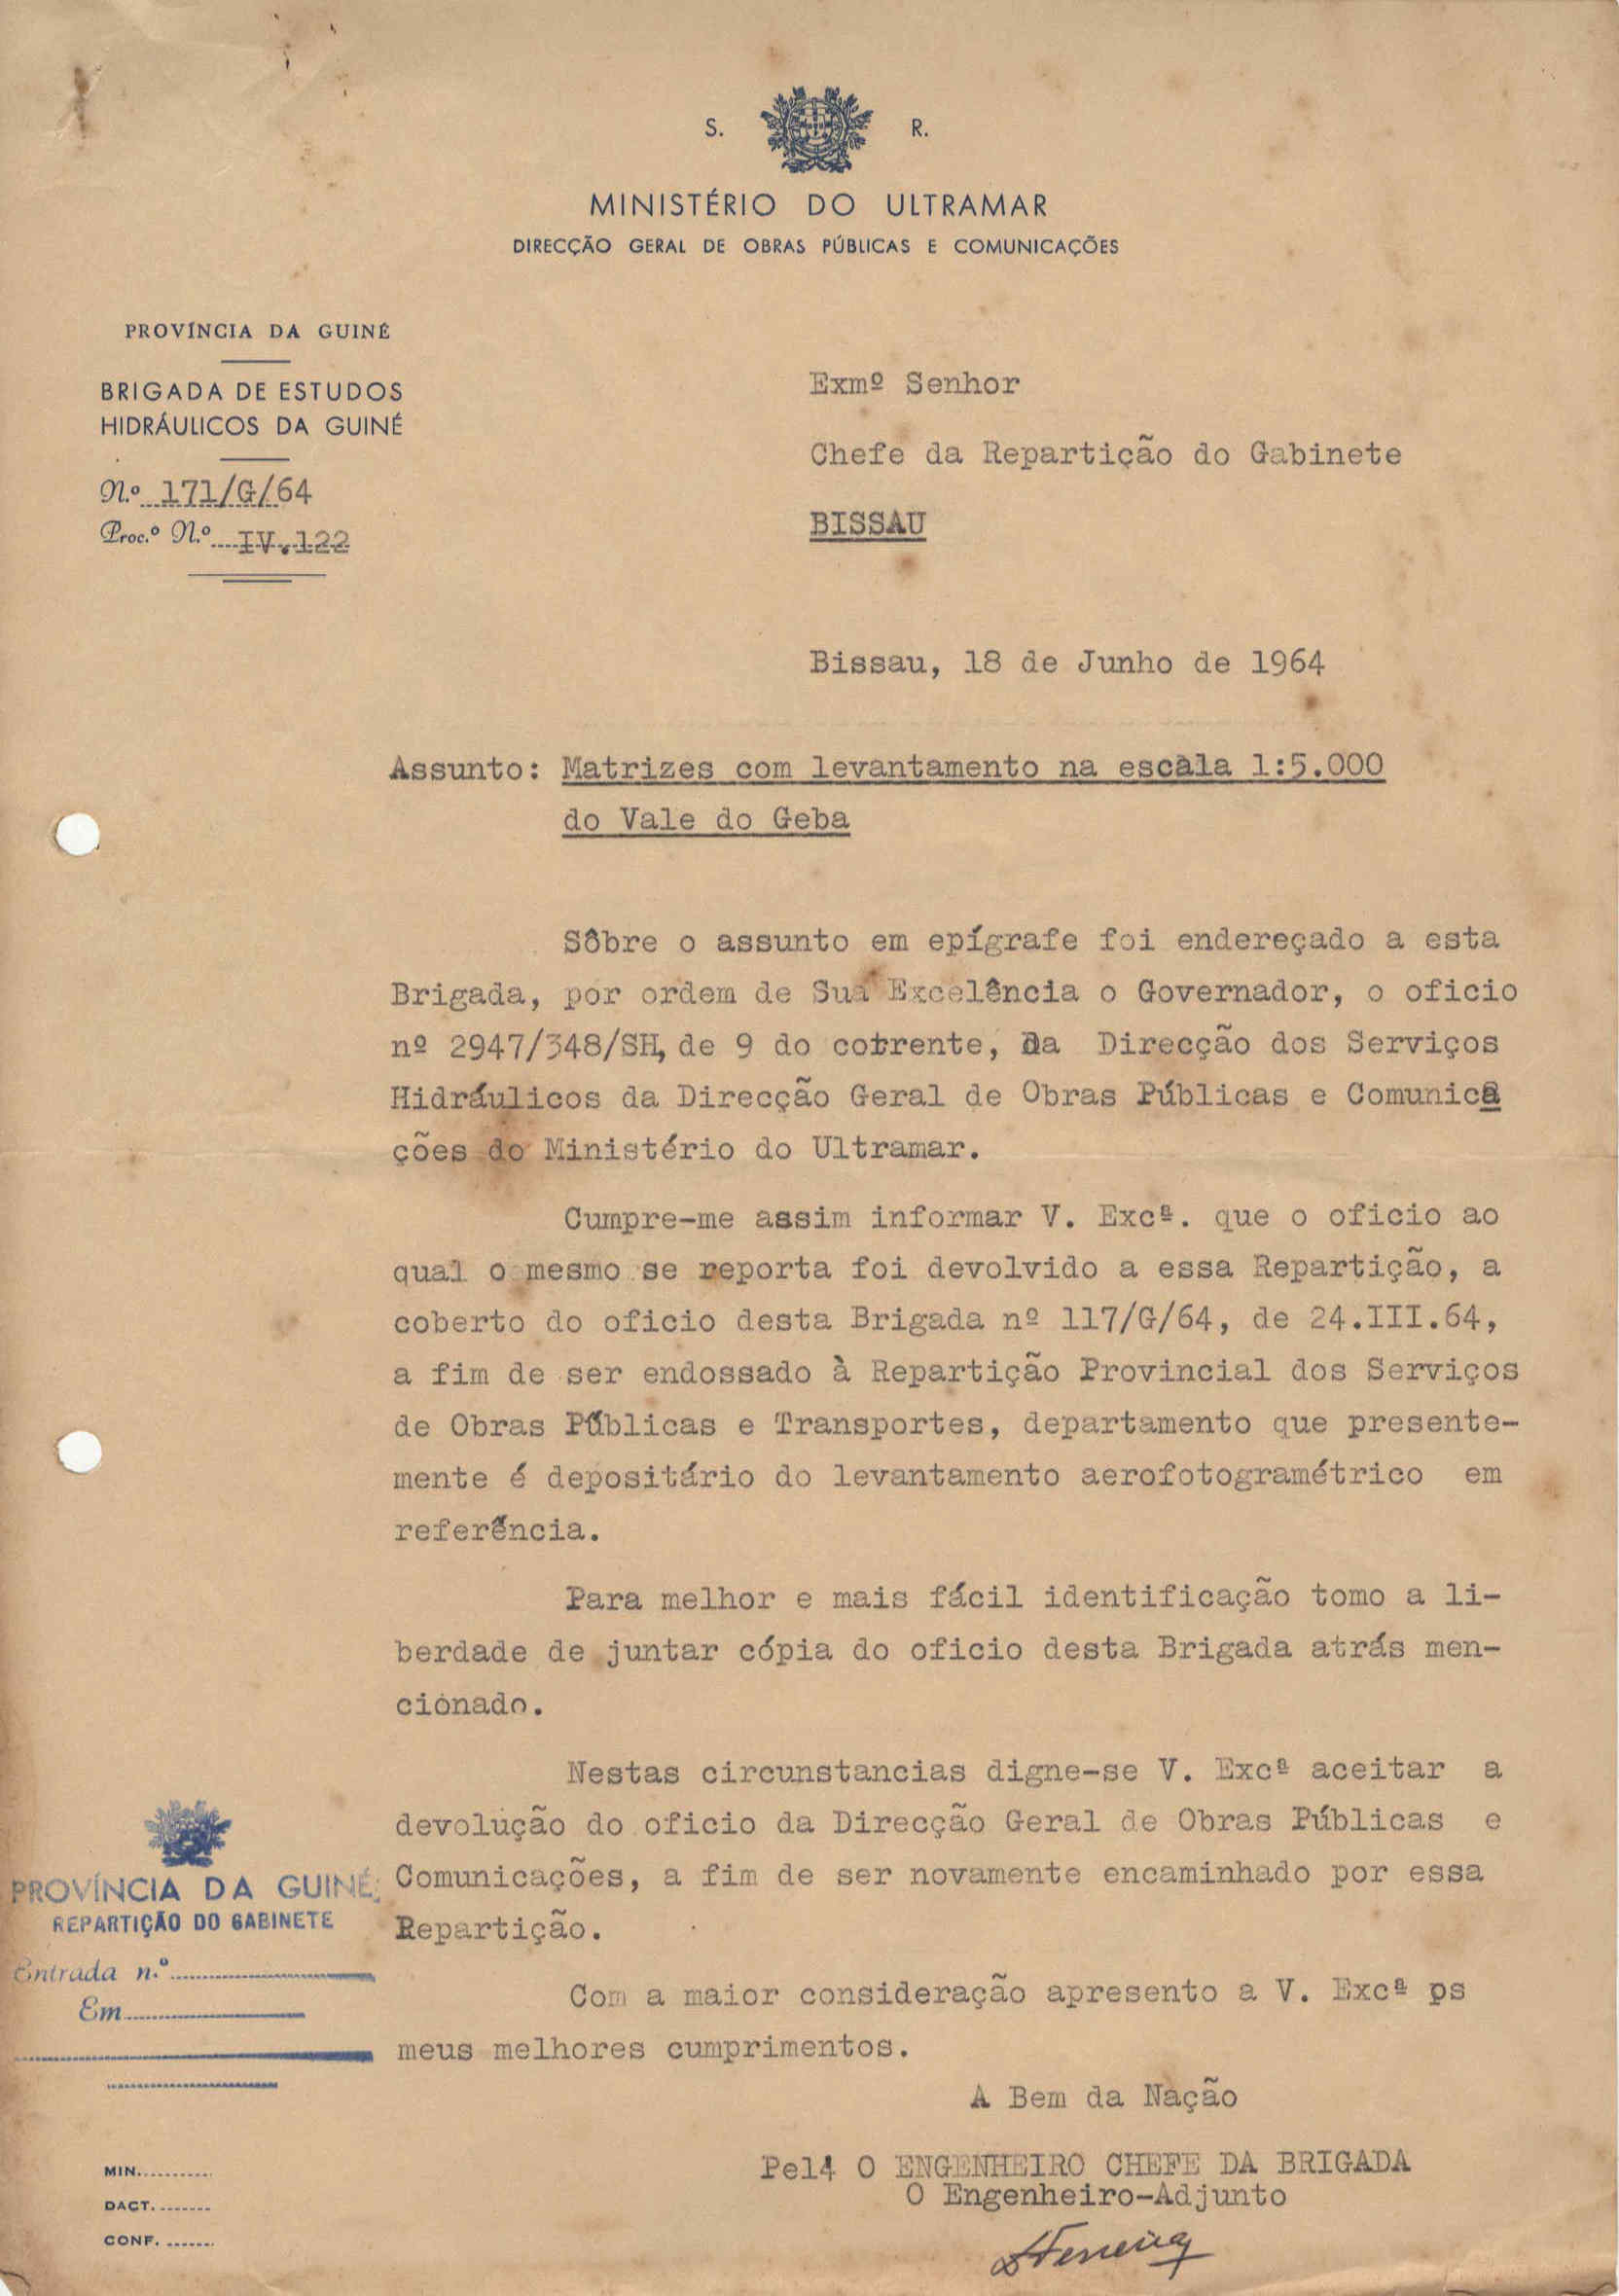 S. R.
MINISTÉRIO DO ULTRAMAR
DIRECÇÃO GERAL DE OBRAS PÚBLICAS E COMUNICAÇÕES
PROVÍNCIA DA GUINÉ
BRIGADA DE ESTUDOS
HIDRÁULICOS DA GUINÉ
N.º 171/G/64
Proc.º N.º IV.122
Exmº Senhor
Chefe da Repartição do Gabinete
BISSAU
Bissau, 18 de Junho de 1964
Assunto: Matrizes com levantamento na escala 1:5.000
do Vale do Geba
Sôbre o assunto em epígrafe foi endereçado a esta
Brigada, por ordem de Sua Excelência o Governador, o oficio
nº 2947/348/SH, de 9 do corrente, da Direcção dos Serviços
Hidráulicos da Direcção Geral de Obras Públicas e Comunica
ções do Ministério do Ultramar.
Cumpre-me assim informar V. Excª. que o oficio ao
qual o mesmo se reporta foi devolvido a essa Repartição, a
coberto do oficio desta Brigada nº 117/G/64, de 24.III.64,
a fim de ser endossado à Repartição Provincial dos Serviços
de Obras Públicas e Transportes, departamento que presente-
mente é depositário do levantamento aerofotogramétrico em
referência.
Para melhor e mais fácil identificação tomo a li-
berdade de juntar cópia do oficio desta Brigada atrás men-
cionado.
Nestas circunstancias digne-se V. Excª aceitar a
devolução do oficio da Direcção Geral de Obras Públicas e
Comunicações, a fim de ser novamente encaminhado por essa
Repartição.
Com a maior consideração apresento a V. Excª os
meus melhores cumprimentos.
A Bem da Nação
Pel4 O ENGENHEIRO CHEFE DA BRIGADA
O Engenheiro-Adjunto
PROVÍNCIA DA GUINÉ
REPARTIÇÃO DO GABINETE
Entrada n.º
Em
MIN.
DACT.
CONF.